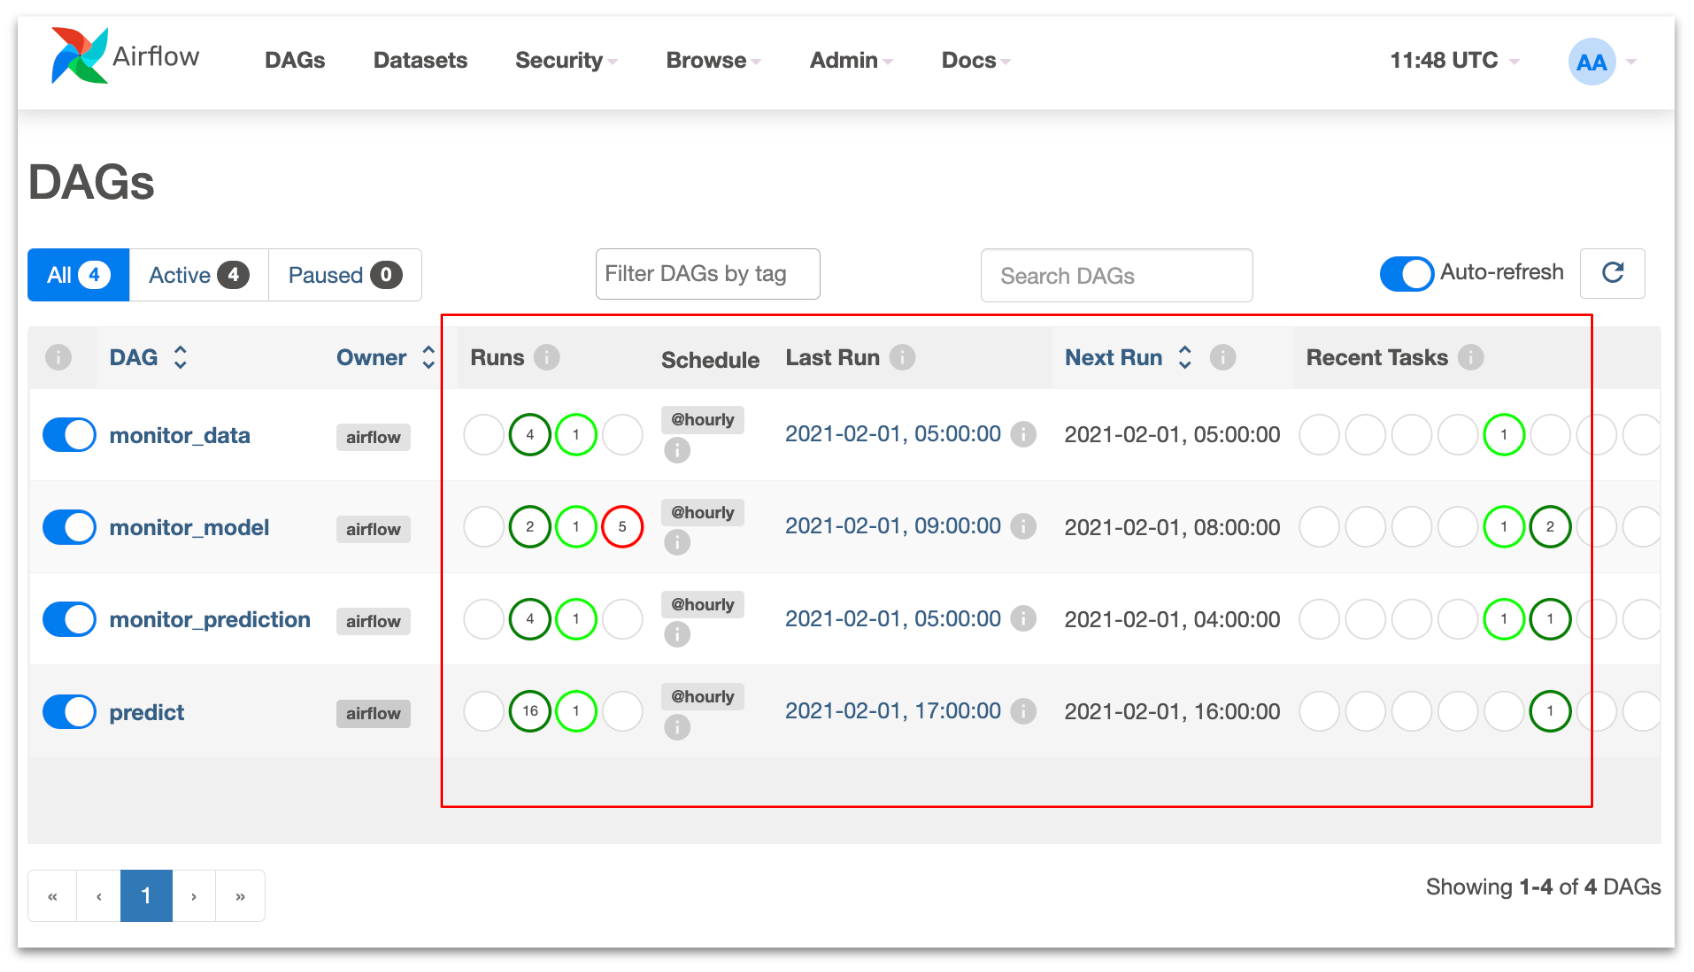 Airflow DAGs Datasets Security Browse Admin Docs 11:48 UTC AA
DAGs
All 4 Active 4 Paused 0 Filter DAGs by tag Search DAGs Auto-refresh
i DAG Owner Runs i Schedule Last Run i Next Run i Recent Tasks i
monitor_data airflow 4 1 @hourly i 2021-02-01, 05:00:00 i 2021-02-01, 05:00:00 1
monitor_model airflow 2 1 5 @hourly i 2021-02-01, 09:00:00 i 2021-02-01, 08:00:00 1 2
monitor_prediction airflow 4 1 @hourly i 2021-02-01, 05:00:00 i 2021-02-01, 04:00:00 1 1
predict airflow 16 1 @hourly i 2021-02-01, 17:00:00 i 2021-02-01, 16:00:00 1
« ‹ 1 › »
Showing 1-4 of 4 DAGs